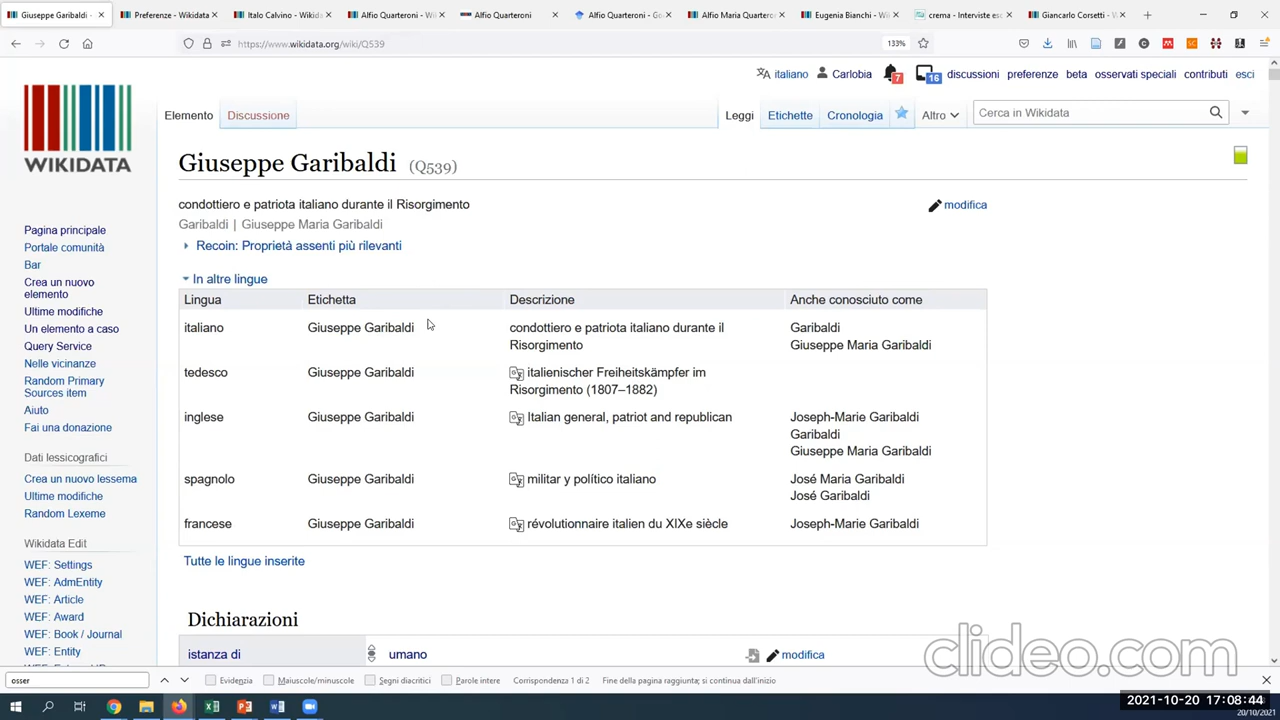 Giuseppe Garibaldi -
Preferenze - Wikidata
Italo Calvino - Wikidata
Alfio Quarteroni - Wi
Alfio Quarteroni
Alfio Quarteroni - Go
Alfio Maria Quarteror
Eugenia Bianchi - Wi
crema - Interviste es
Giancarlo Corsetti - W
https://www.wikidata.org/wiki/Q539
133%
italiano
Carlobia
7
16
discussioni
preferenze
beta
osservati speciali
contributi
esci
WIKIDATA
Elemento
Discussione
Leggi
Etichette
Cronologia
Altro
Cerca in Wikidata
Giuseppe Garibaldi (Q539)
condottiero e patriota italiano durante il Risorgimento
modifica
Garibaldi | Giuseppe Maria Garibaldi
Recoin: Proprietà assenti più rilevanti
In altre lingue
Lingua Etichetta Descrizione Anche conosciuto come
italiano Giuseppe Garibaldi condottiero e patriota italiano durante il Garibaldi
Risorgimento Giuseppe Maria Garibaldi
tedesco Giuseppe Garibaldi italienischer Freiheitskämpfer im
Risorgimento (1807–1882)
inglese Giuseppe Garibaldi Italian general, patriot and republican Joseph-Marie Garibaldi
Garibaldi
Giuseppe Maria Garibaldi
spagnolo Giuseppe Garibaldi militar y político italiano José Maria Garibaldi
José Garibaldi
francese Giuseppe Garibaldi révolutionnaire italien du XIXe siècle Joseph-Marie Garibaldi
Tutte le lingue inserite
Dichiarazioni
istanza di umano modifica
Pagina principale
Portale comunità
Bar
Crea un nuovo
elemento
Ultime modifiche
Un elemento a caso
Query Service
Nelle vicinanze
Random Primary
Sources item
Aiuto
Fai una donazione
Dati lessicografici
Crea un nuovo lessema
Ultime modifiche
Random Lexeme
Wikidata Edit
WEF: Settings
WEF: AdmEntity
WEF: Article
WEF: Award
WEF: Book / Journal
WEF: Entity
clideo.com
osser
Evidenzia
Maiuscole/minuscole
Segni diacritici
Parole intere
Corrispondenza 1 di 2
Fine della pagina raggiunta; si continua dall'inizio
2021-10-20 17:08:44
20/10/2021